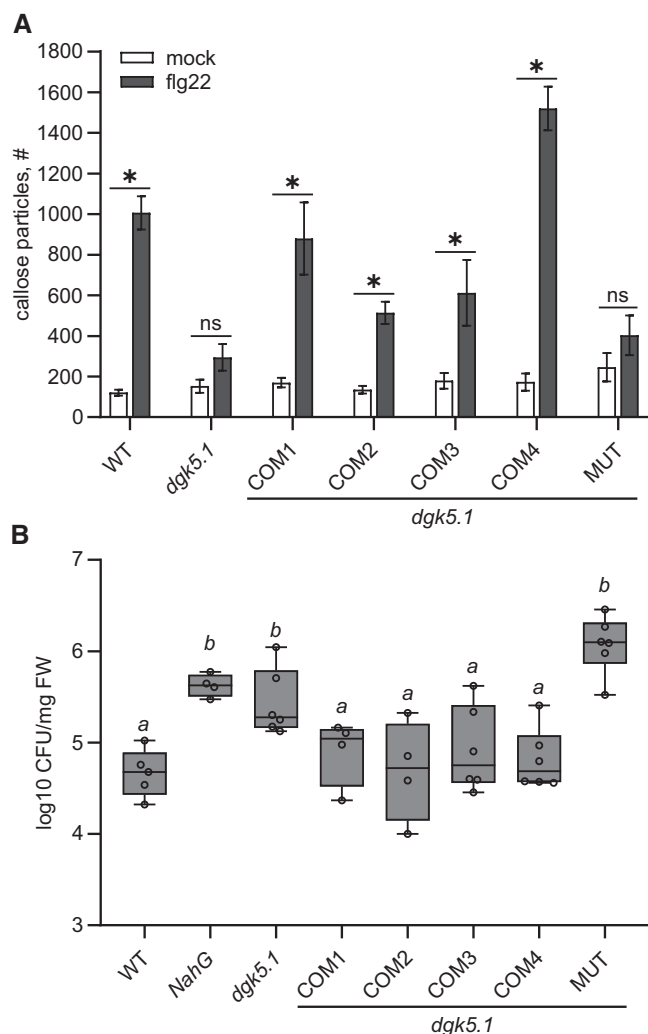 A
1800
1600
1400
1200
1000
800
600
400
200
0
callose particles, #
mock
flg22
*
ns
*
*
*
*
ns
WT
dgk5.1
COM1
COM2
COM3
COM4
MUT
dgk5.1
B
7
6
5
4
3
log10 CFU/mg FW
a
b
b
a
a
a
a
b
WT
NahG
dgk5.1
COM1
COM2
COM3
COM4
MUT
dgk5.1